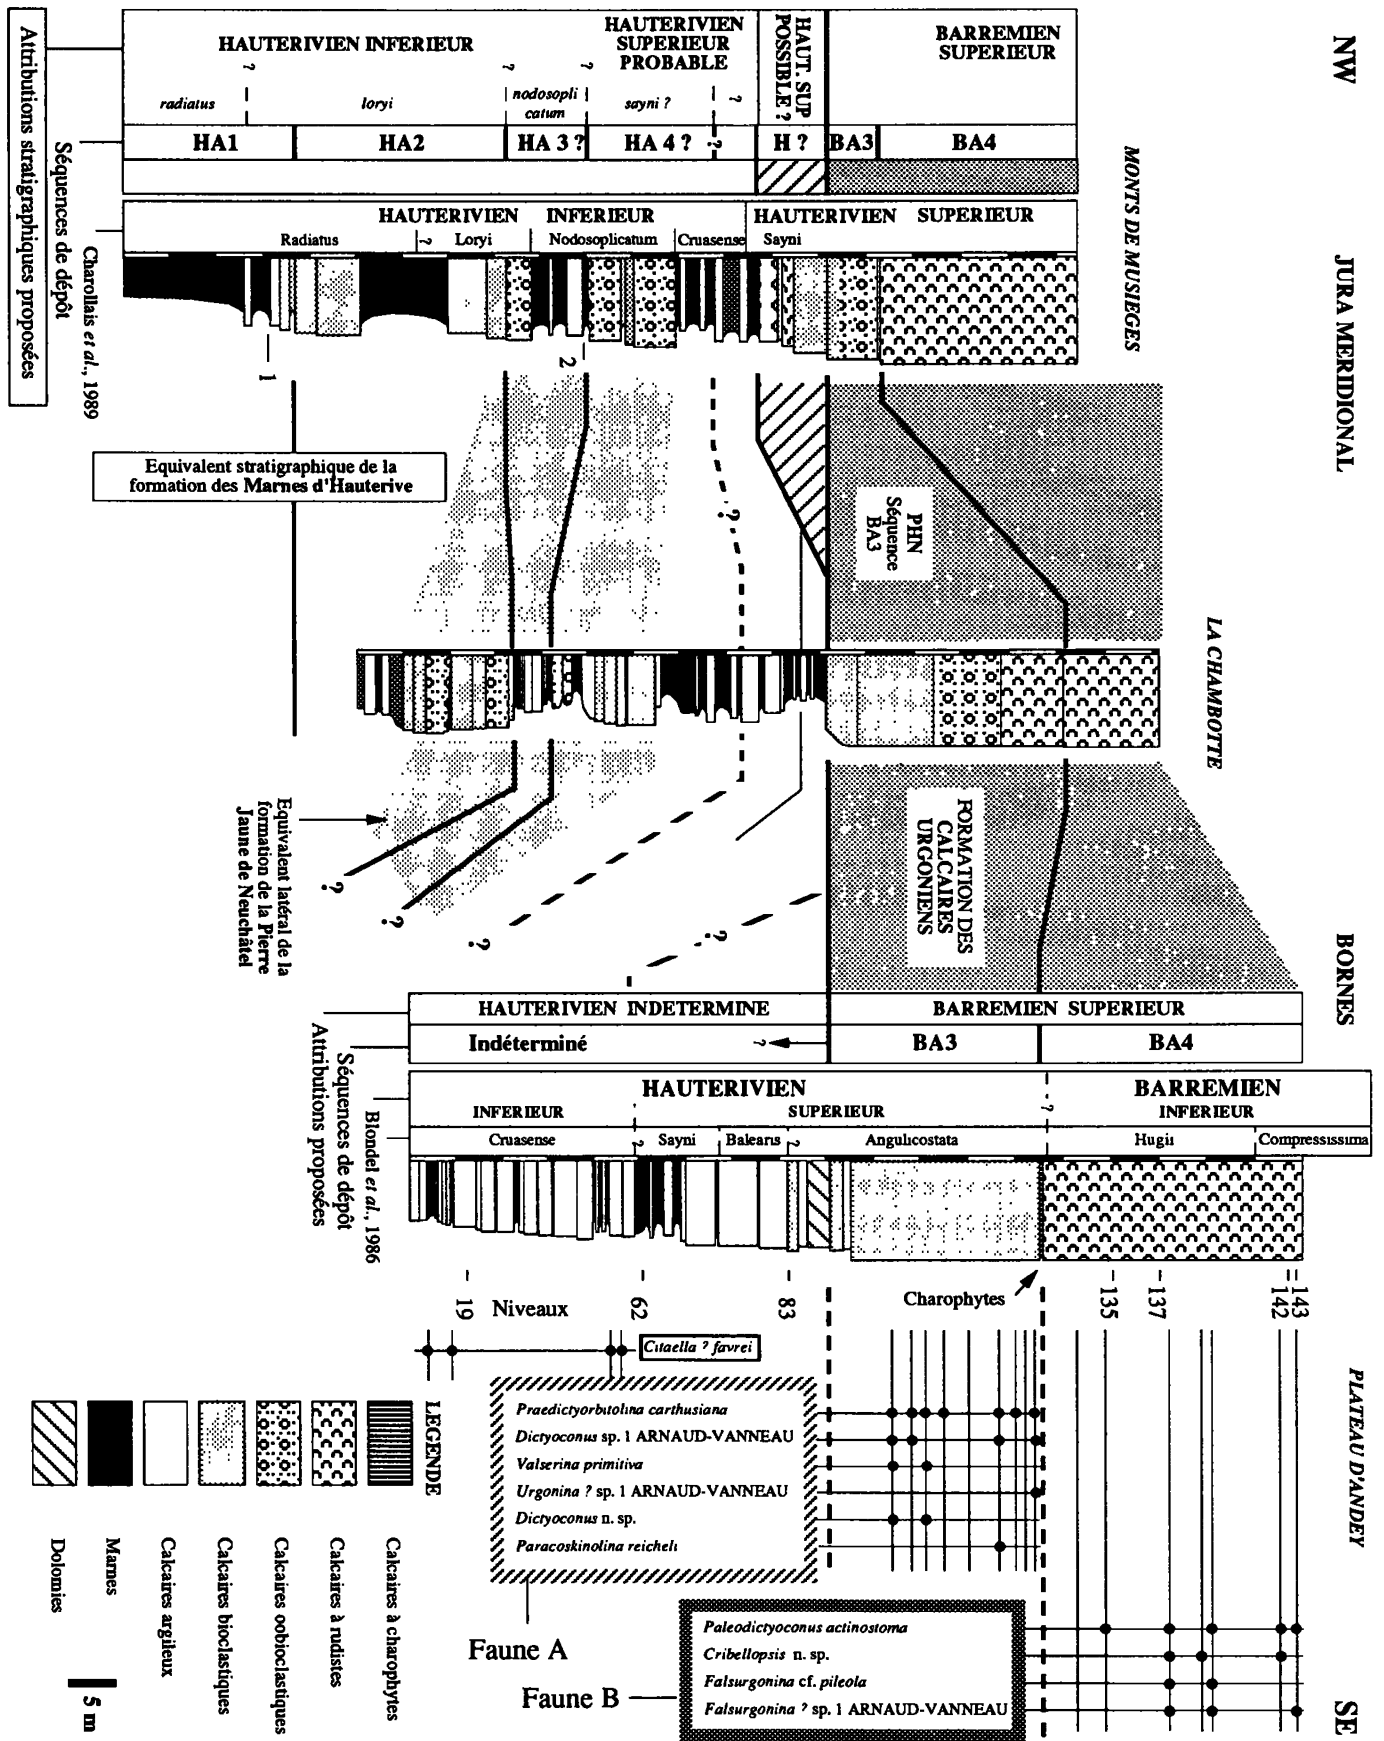 NW
JURA MERIDIONAL
BORNES
SE
MONTS DE MUSIEGES
LA CHAMBOTTE
PLATEAU D'ANDEY
HAUTERIVIEN INFERIEUR
HAUTERIVIEN
SUPERIEUR
PROBABLE
HAUT. SUP
POSSIBLE ?
BARREMIEN
SUPERIEUR
? ? ?
radiatus
loryi
nodosopli
catum
sayni ?
?
HA1
HA2
HA 3 ?
HA 4 ?
?
H ?
BA3
BA4
Attributions stratigraphiques proposées
Séquences de dépôt
Charollais et al., 1989
HAUTERIVIEN INFERIEUR
HAUTERIVIEN SUPERIEUR
Radiatus
?
Loryi
Nodosoplicatum
Cruasense
Sayni
1
2
Equivalent stratigraphique de la
formation des Marnes d'Hauterive
?
PHN
Séquence
BA3
Equivalent latéral de la
formation de la Pierre
Jaune de Neuchâtel
?
?
?
?
FORMATION DES
CALCAIRES
URGONIENS
HAUTERIVIEN INDETERMINE
BARREMIEN SUPERIEUR
Indéterminé
?
BA3
BA4
Attributions proposées
Séquences de dépôt
Blondel et al., 1986
HAUTERIVIEN
BARREMIEN
INFERIEUR
SUPERIEUR
?
INFERIEUR
Cruasense
?
Sayni
Balearis
?
Angulicostata
Hugii
Compressissima
19
Niveaux
62
83
Charophytes
135
137
142
143
Citaella ? favrei
Praedictyorbitolina carthusiana
Dictyoconus sp. 1 ARNAUD-VANNEAU
Valserina primitiva
Urgonina ? sp. 1 ARNAUD-VANNEAU
Dictyoconus n. sp.
Paracoskinolina reicheli
Faune A
Paleodictyoconus actinostoma
Cribellopsis n. sp.
Falsurgonina cf. pileola
Falsurgonina ? sp. 1 ARNAUD-VANNEAU
Faune B
LEGENDE
Calcaires à charophytes
Calcaires à rudistes
Calcaires oobioclastiques
Calcaires bioclastiques
Calcaires argileux
Marnes
Dolomies
5 m